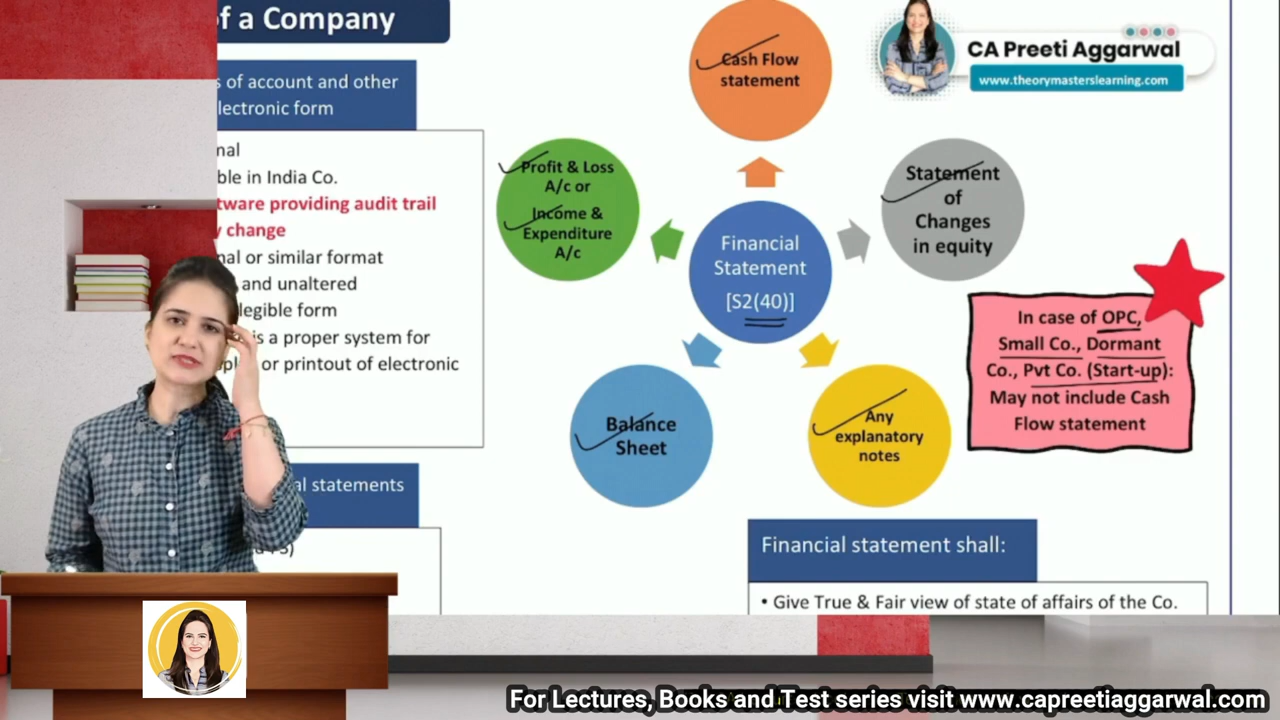 f a Company
s of account and other
lectronic form
nal
ble in India Co.
tware providing audit trail
y change
nal or similar format
and unaltered
legible form
is a proper system for
or printout of electronic
al statements
Cash Flow
statement
Profit & Loss
A/c or
Income &
Expenditure
A/c
Statement
of
Changes
in equity
Financial
Statement
[S2(40)]
Balance
Sheet
Any
explanatory
notes
CA Preeti Aggarwal
www.theorymasterslearning.com
In case of OPC,
Small Co., Dormant
Co., Pvt Co. (Start-up):
May not include Cash
Flow statement
Financial statement shall:
• Give True & Fair view of state of affairs of the Co.
For Lectures, Books and Test series visit www.capreetiaggarwal.com